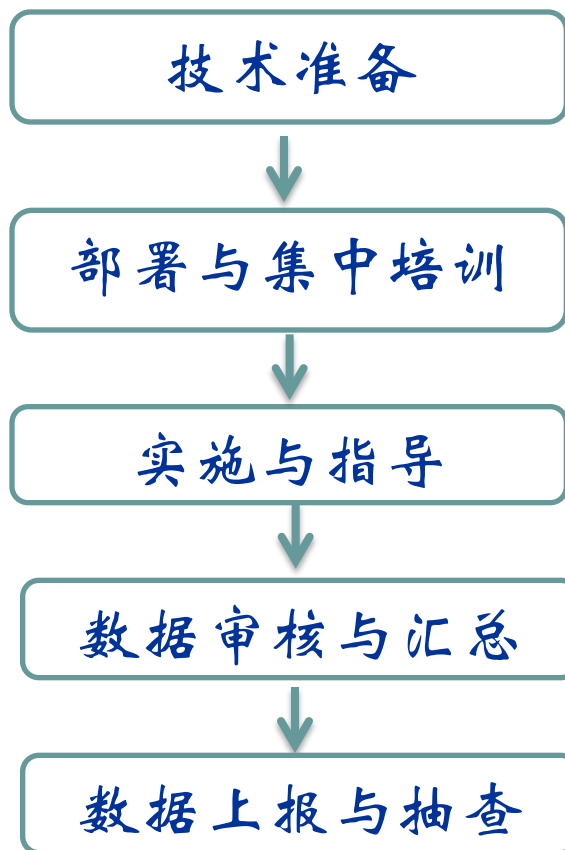 技术准备
部署与集中培训
实施与指导
数据审核与汇总
数据上报与抽查